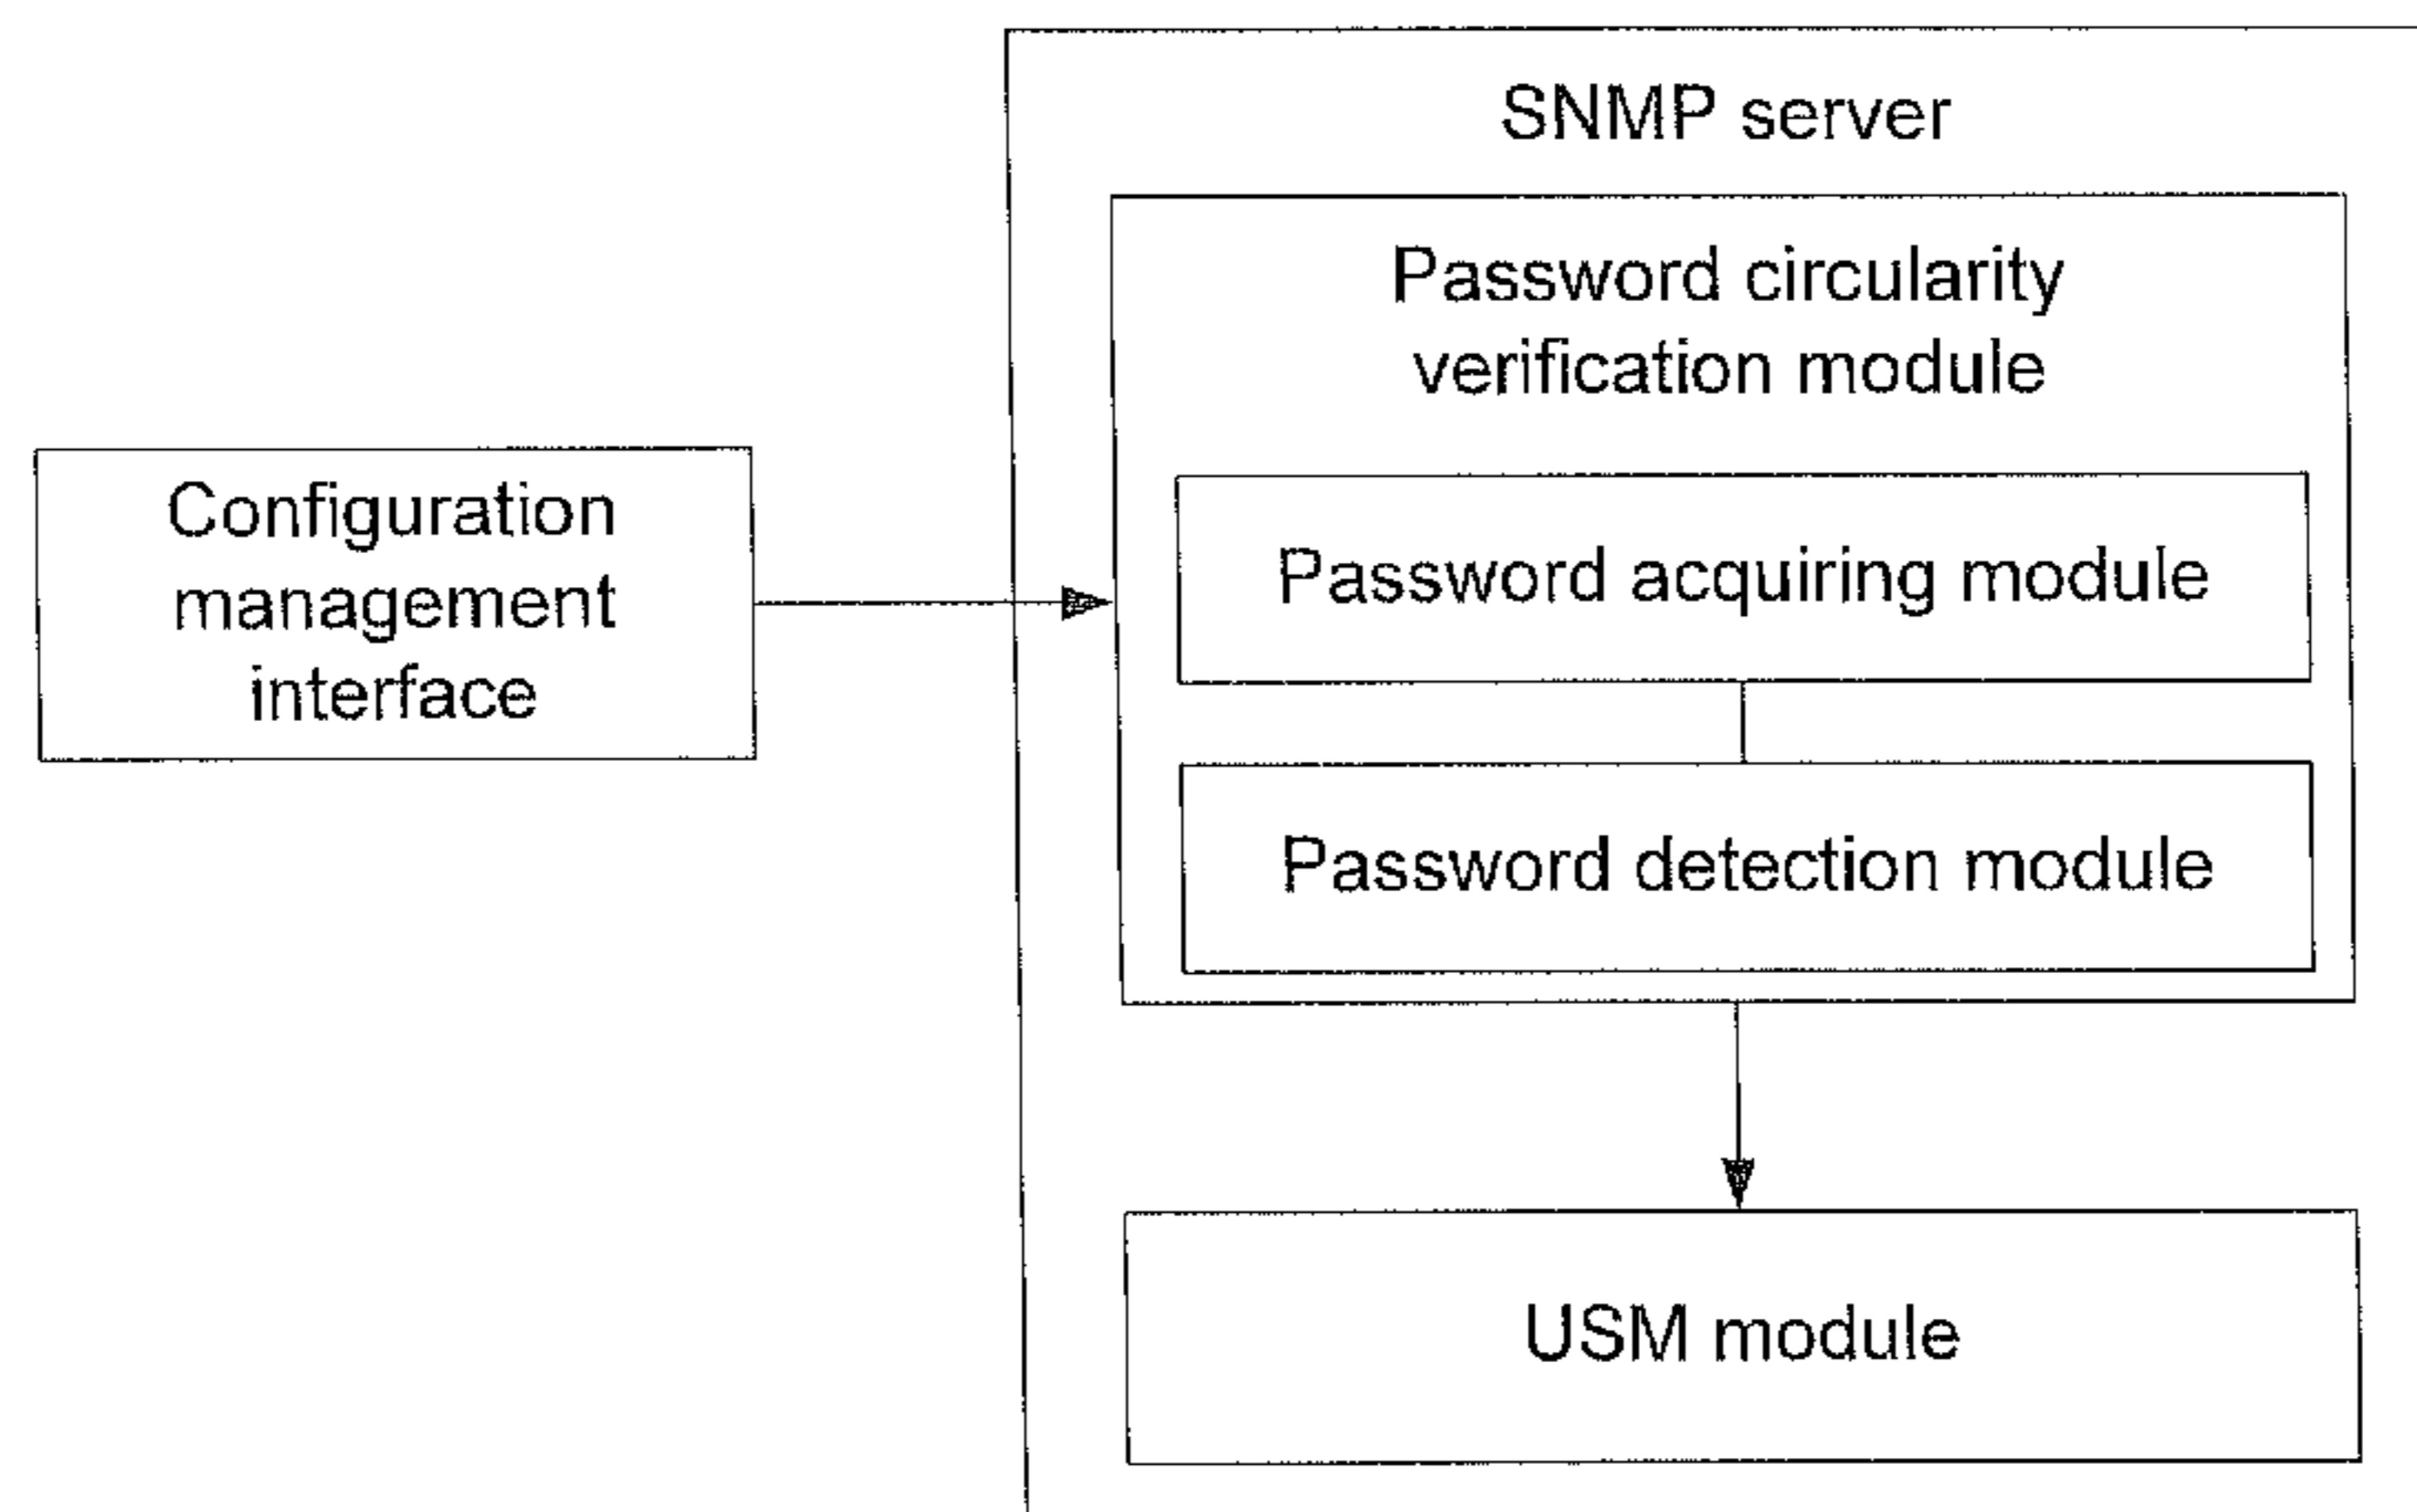 SNMP server
Password circularity
verification module
Configuration
management
interface
Password acquiring module
Password detection module
USM module